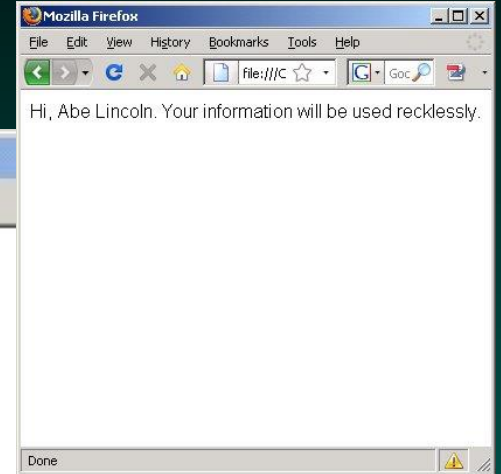 Mozilla Firefox
File Edit View History Bookmarks Tools Help
file:///C G Goc
Hi, Abe Lincoln. Your information will be used recklessly.
Done